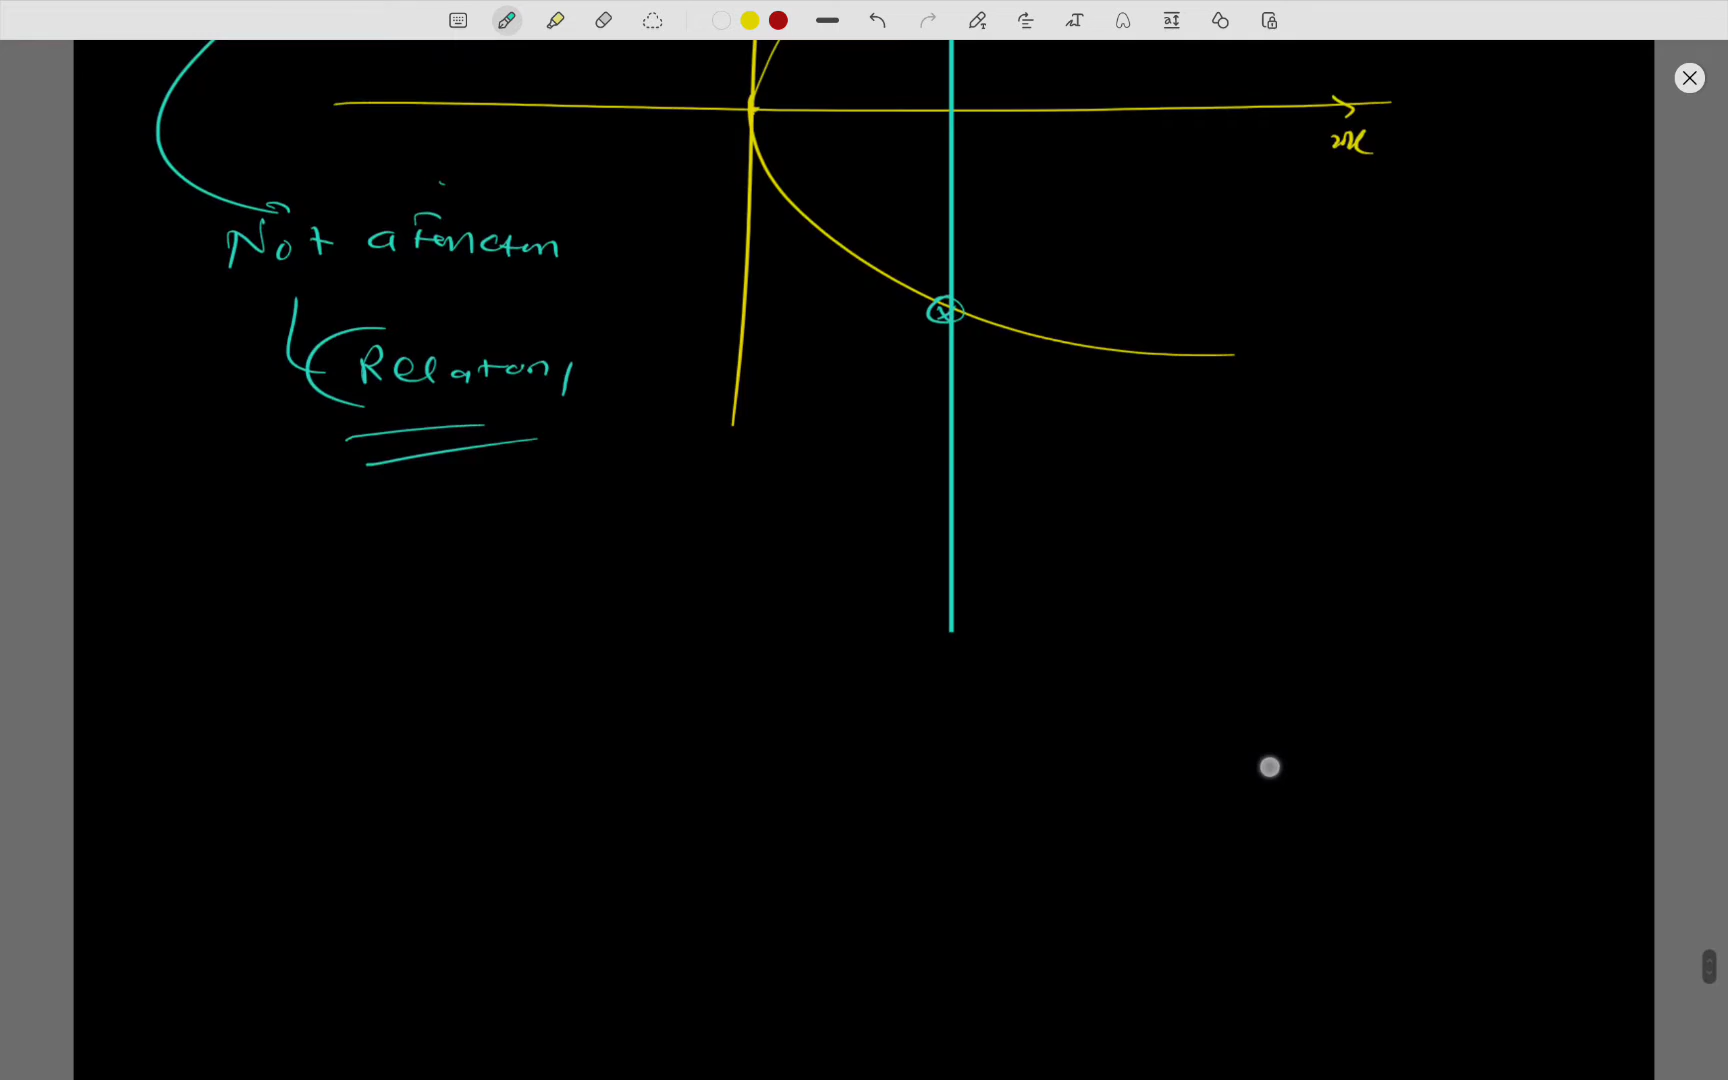 x
Not a function
x
Relation,